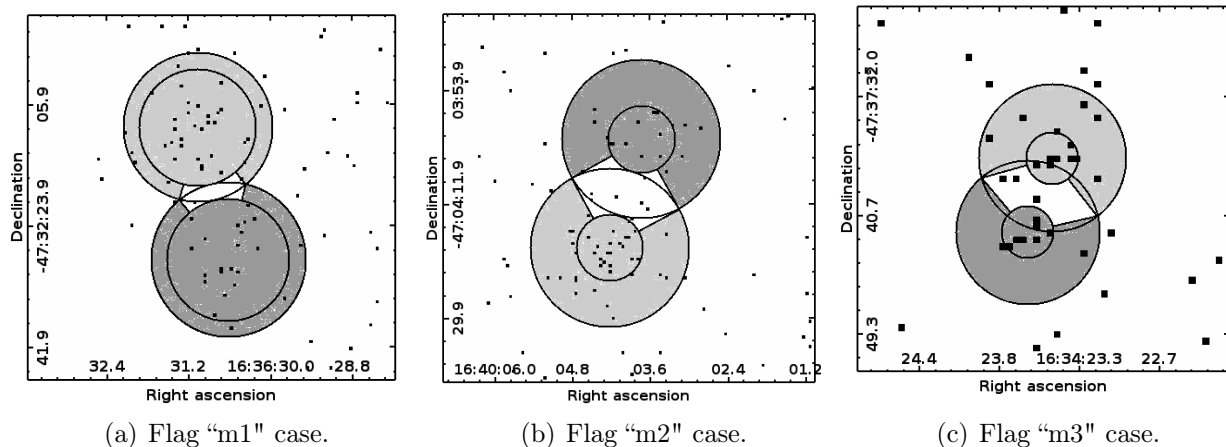 Declination
05.9
-47:32:23.9
41.9
32.4 31.2 16:36:30.0 28.8
Right ascension
(a) Flag “m1" case.
Declination
03:53.9
-47:04:11.9
29.9
16:40:06.0 04.8 03.6 02.4 01.2
Right ascension
(b) Flag “m2" case.
Declination
-47:37:32.0
40.7
49.3
24.4 23.8 16:34:23.3 22.7
Right ascension
(c) Flag “m3" case.